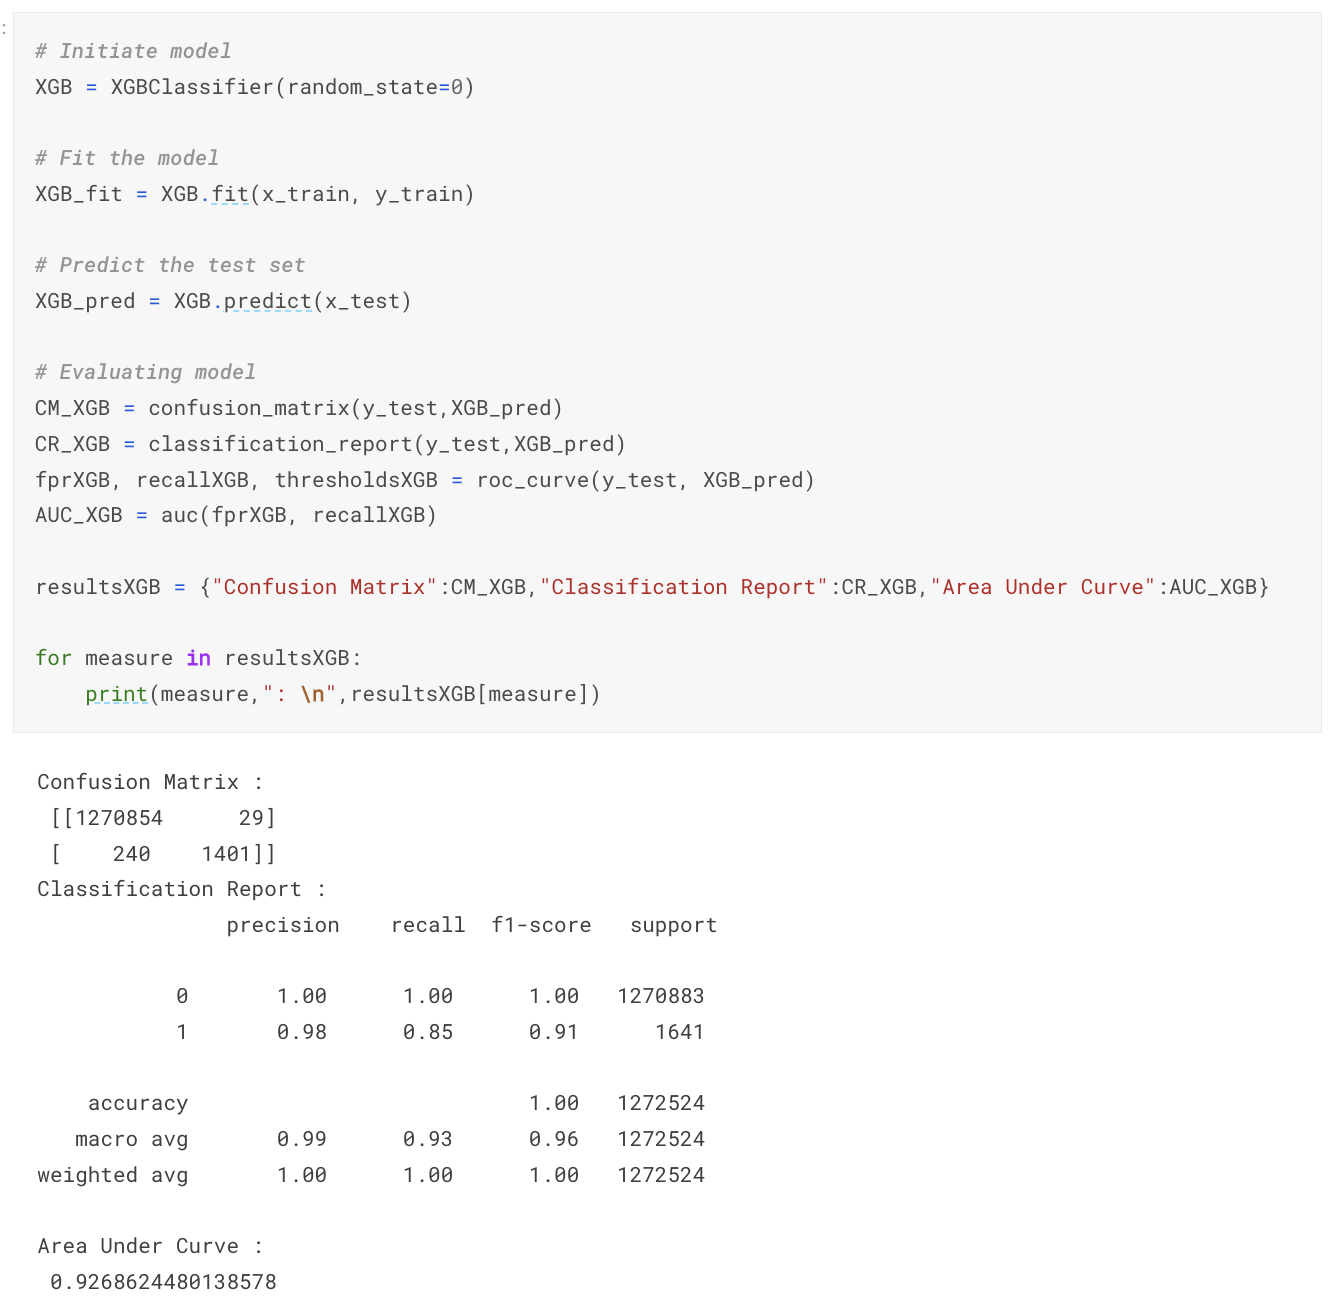 :
# Initiate model
XGB = XGBClassifier(random_state=0)
# Fit the model
XGB_fit = XGB.fit(x_train, y_train)
# Predict the test set
XGB_pred = XGB.predict(x_test)
# Evaluating model
CM_XGB = confusion_matrix(y_test,XGB_pred)
CR_XGB = classification_report(y_test,XGB_pred)
fprXGB, recallXGB, thresholdsXGB = roc_curve(y_test, XGB_pred)
AUC_XGB = auc(fprXGB, recallXGB)
resultsXGB = {"Confusion Matrix":CM_XGB,"Classification Report":CR_XGB,"Area Under Curve":AUC_XGB}
for measure in resultsXGB:
    print(measure,": \n",resultsXGB[measure])
Confusion Matrix :
 [[1270854      29]
 [    240    1401]]
Classification Report :
               precision    recall  f1-score   support
           0       1.00      1.00      1.00   1270883
           1       0.98      0.85      0.91      1641
    accuracy                           1.00   1272524
   macro avg       0.99      0.93      0.96   1272524
weighted avg       1.00      1.00      1.00   1272524
Area Under Curve :
 0.9268624480138578